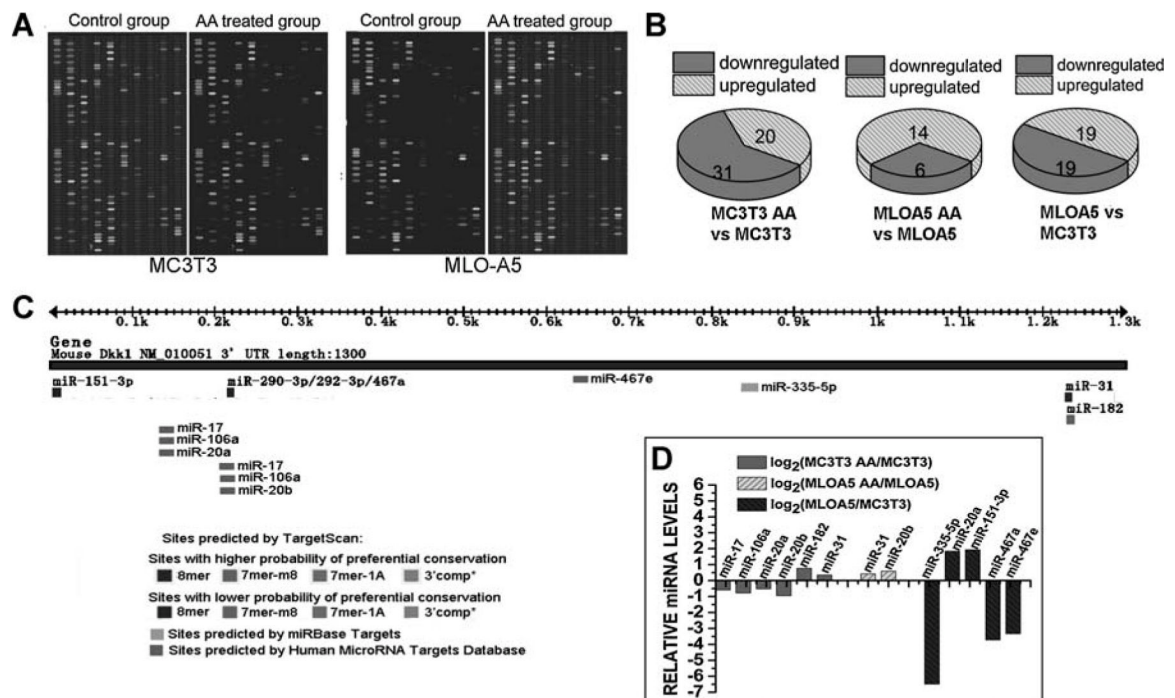 A
Control group
AA treated group
Control group
AA treated group
MC3T3
MLO-A5
B
downregulated
upregulated
downregulated
upregulated
downregulated
upregulated
20
31
14
6
19
19
MC3T3 AA
vs MC3T3
MLOA5 AA
vs MLOA5
MLOA5 vs
MC3T3
C
0.1k 0.2k 0.3k 0.4k 0.5k 0.6k 0.7k 0.8k 0.9k 1k 1.1k 1.2k 1.3k
Gene
Mouse Dkk1 NM_010051 3' UTR length:1300
miR-151-3p
miR-290-3p/292-3p/467a
miR-467e
miR-335-5p
miR-31
miR-182
miR-17
miR-106a
miR-20a
miR-17
miR-106a
miR-20b
Sites predicted by TargetScan:
Sites with higher probability of preferential conservation
8mer 7mer-m8 7mer-1A 3'comp*
Sites with lower probability of preferential conservation
8mer 7mer-m8 7mer-1A 3'comp*
Sites predicted by miRBase Targets
Sites predicted by Human MicroRNA Targets Database
D
log2(MC3T3 AA/MC3T3)
log2(MLOA5 AA/MLOA5)
log2(MLOA5/MC3T3)
RELATIVE miRNA LEVELS
6
5
4
3
2
1
0
-1
-2
-3
-4
-5
-6
-7
miR-17
miR-106a
miR-20a
miR-20b
miR-182
miR-31
miR-31
miR-20b
miR-335-5p
miR-20a
miR-151-3p
miR-467a
miR-467e